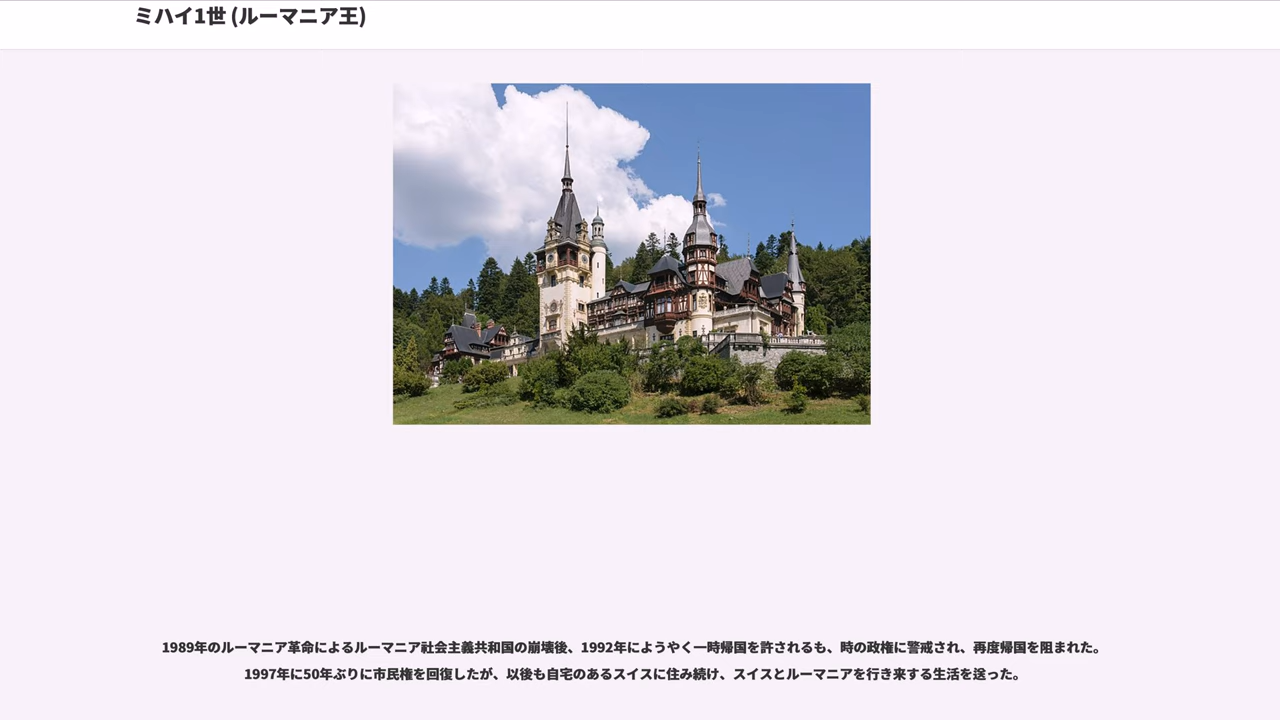 ミハイ1世 (ルーマニア王)
1989年のルーマニア革命によるルーマニア社会主義共和国の崩壊後、1992年にようやく一時帰国を許されるも、時の政権に警戒され、再度帰国を阻まれた。
1997年に50年ぶりに市民権を回復したが、以後も自宅のあるスイスに住み続け、スイスとルーマニアを行き来する生活を送った。